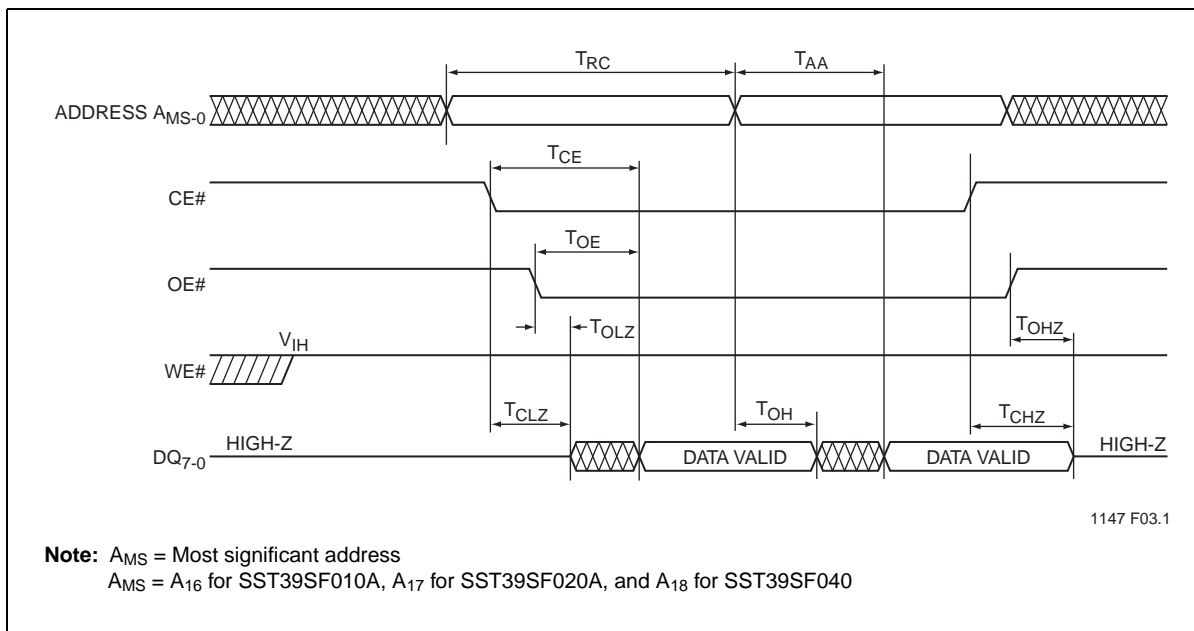 TRC TAA
ADDRESS AMS-0
TCE
CE#
TOE
OE#
TOLZ TOHZ
VIH
WE#
TCLZ TOH TCHZ
HIGH-Z HIGH-Z
DQ7-0 DATA VALID DATA VALID
1147 F03.1
Note: AMS = Most significant address
AMS = A16 for SST39SF010A, A17 for SST39SF020A, and A18 for SST39SF040